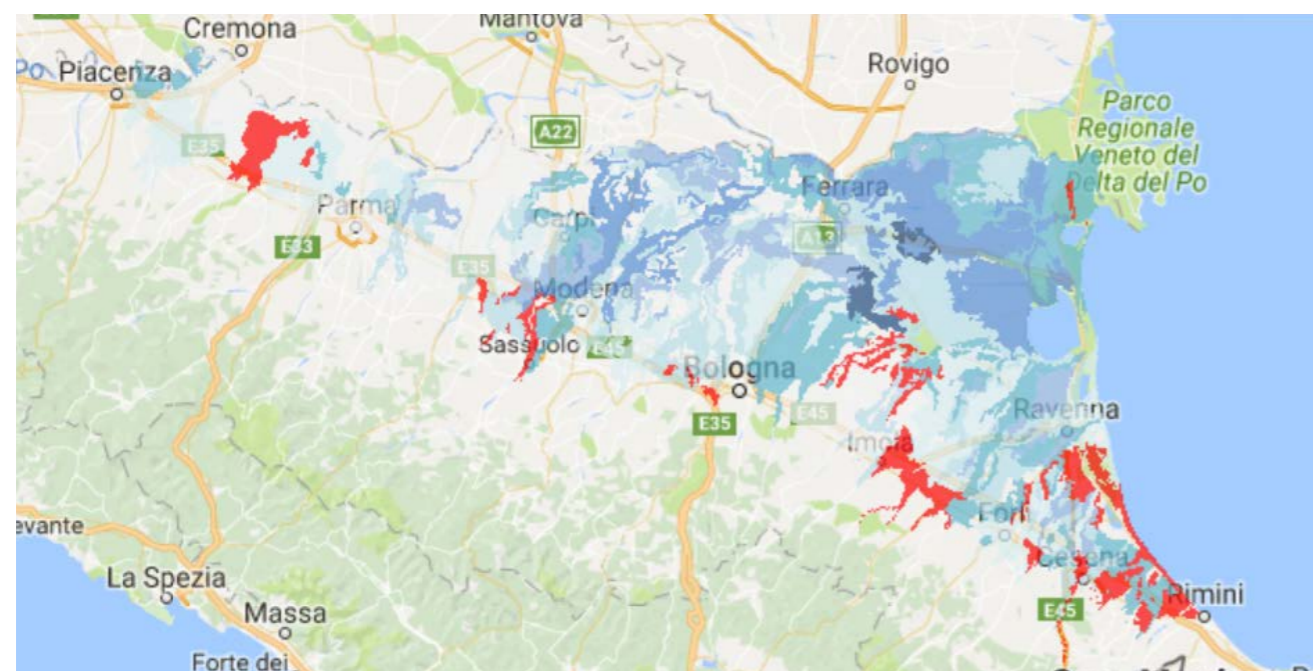 Mantova
Cremona
Po
Piacenza
Rovigo
Parco
Regionale
Veneto del
Delta del Po
A22
E35
Ferrara
Parma
Carpi
A13
E33
E35
Modena
Sassuolo
E45
Bologna
E45
E35
Ravenna
Imola
Forlì
evante
Cesena
La Spezia
Rimini
E45
Massa
Forte dei